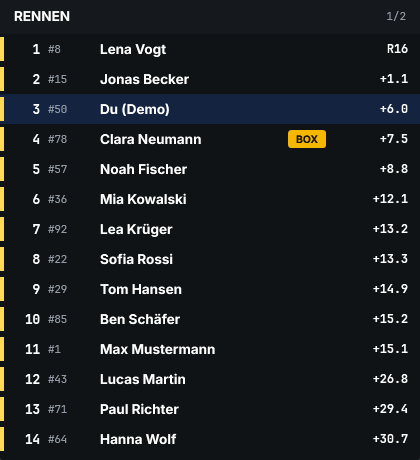 RENNEN 1/2
1 #8 Lena Vogt R16
2 #15 Jonas Becker +1.1
3 #50 Du (Demo) +6.0
4 #78 Clara Neumann BOX +7.5
5 #57 Noah Fischer +8.8
6 #36 Mia Kowalski +12.1
7 #92 Lea Krüger +13.2
8 #22 Sofia Rossi +13.3
9 #29 Tom Hansen +14.9
10 #85 Ben Schäfer +15.2
11 #1 Max Mustermann +15.1
12 #43 Lucas Martin +26.8
13 #71 Paul Richter +29.4
14 #64 Hanna Wolf +30.7